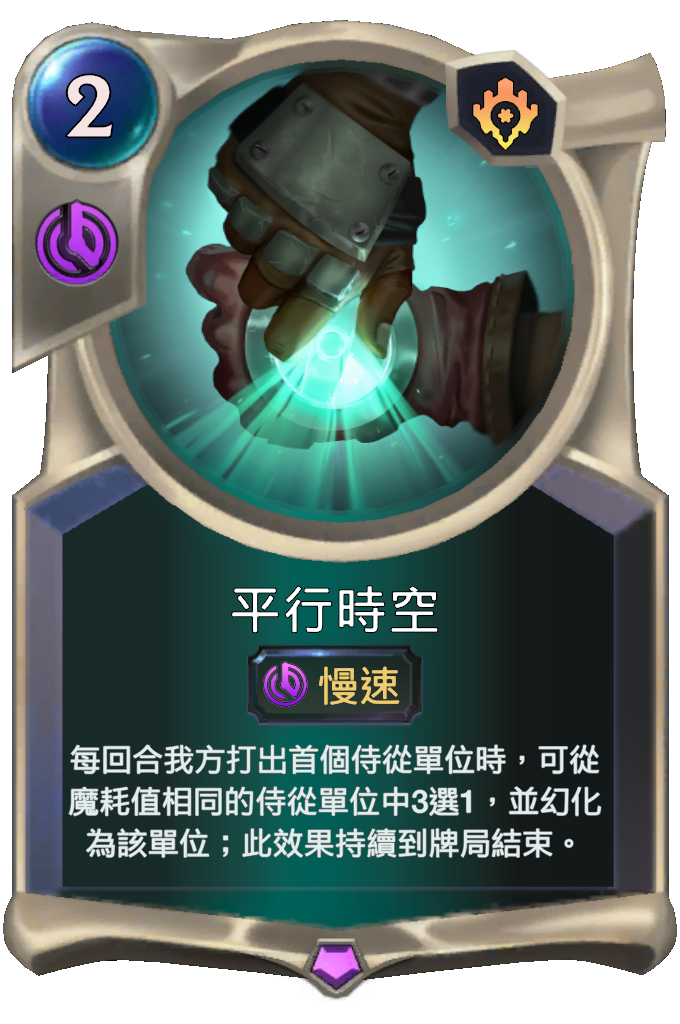 2
平行時空
慢速
每回合我方打出首個侍從單位時，可從
魔耗值相同的侍從單位中3選1，並幻化
為該單位；此效果持續到牌局結束。